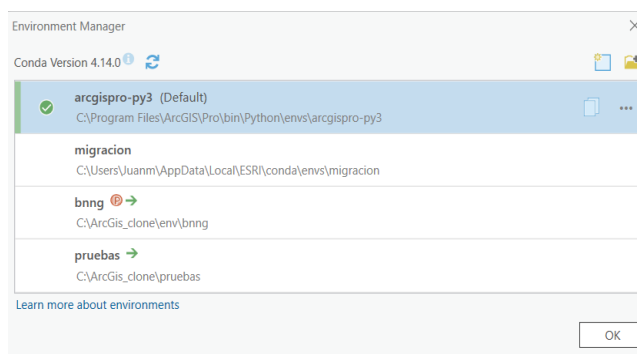 Environment Manager
Conda Version 4.14.0
arcgispro-py3 (Default)
C:\Program Files\ArcGIS\Pro\bin\Python\envs\arcgispro-py3
migracion
C:\Users\Juanm\AppData\Local\ESRI\conda\envs\migracion
bnng
C:\ArcGis_clone\env\bnng
pruebas
C:\ArcGis_clone\pruebas
Learn more about environments
OK